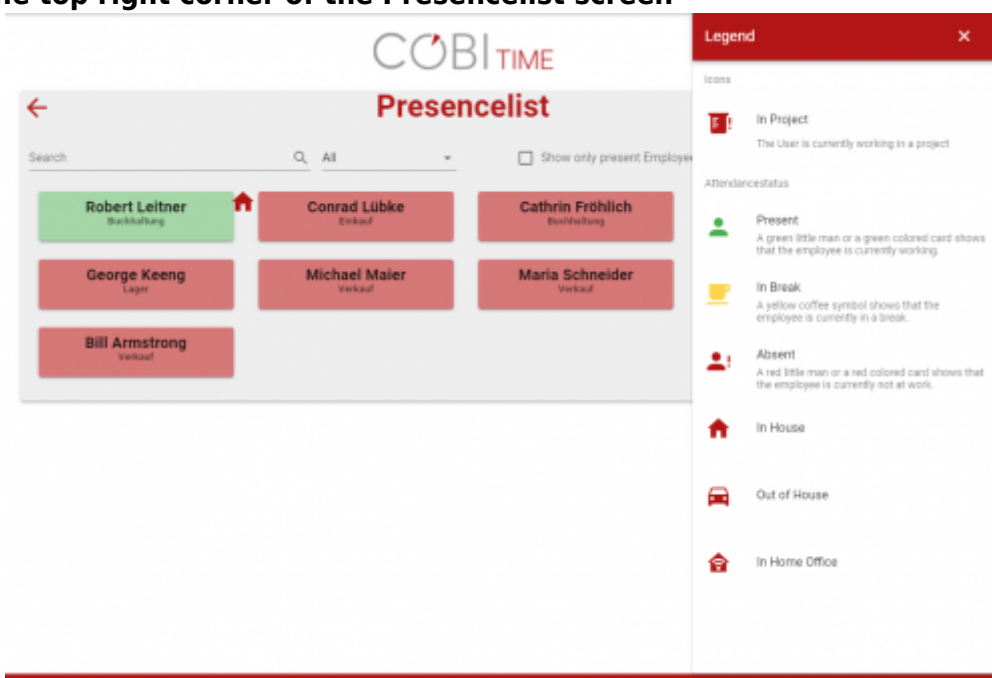 he top right corner of the Presencelist screen
COBI TIME
Presencelist
Search
All
Show only present Employee
Robert Leitner
Buchhaltung
Conrad Lübke
Einkauf
Cathrin Fröhlich
Buchhaltung
George Keeng
Lager
Michael Maier
Verkauf
Maria Schneider
Verkauf
Bill Armstrong
Verkauf
Legend
Icons
In Project
The User is currently working in a project
Attendancestatus
Present
A green little man or a green colored card shows
that the employee is currently working.
In Break
A yellow coffee symbol shows that the
employee is currently in a break.
Absent
A red little man or a red colored card shows that
the employee is currently not at work.
In House
Out of House
In Home Office